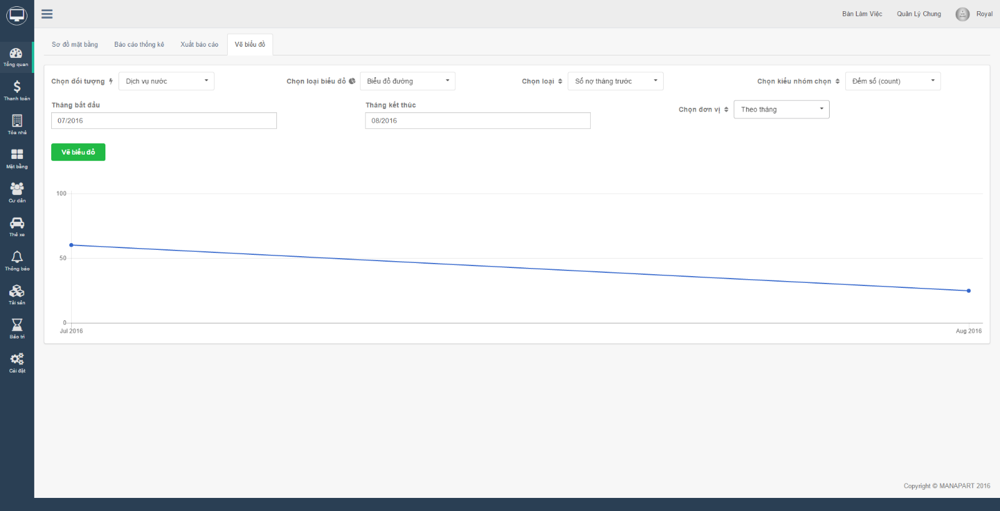 Bàn Làm Việc Quản Lý Chung Royal
Sơ đồ mặt bằng Báo cáo thống kê Xuất báo cáo Vẽ biểu đồ
Tổng quan
Thanh toán
Tòa nhà
Mặt bằng
Cư dân
Thẻ xe
Thông báo
Tài sản
Bảo trì
Cài đặt
Chọn đối tượng Dịch vụ nước Chọn loại biểu đồ Biểu đồ đường Chọn loại Số nợ tháng trước Chọn kiểu nhóm chọn Đếm số (count)
Tháng bắt đầu Tháng kết thúc
07/2016 08/2016 Chọn đơn vị Theo tháng
Vẽ biểu đồ
100
50
0
Jul 2016 Aug 2016
Copyright © MANAPART 2016